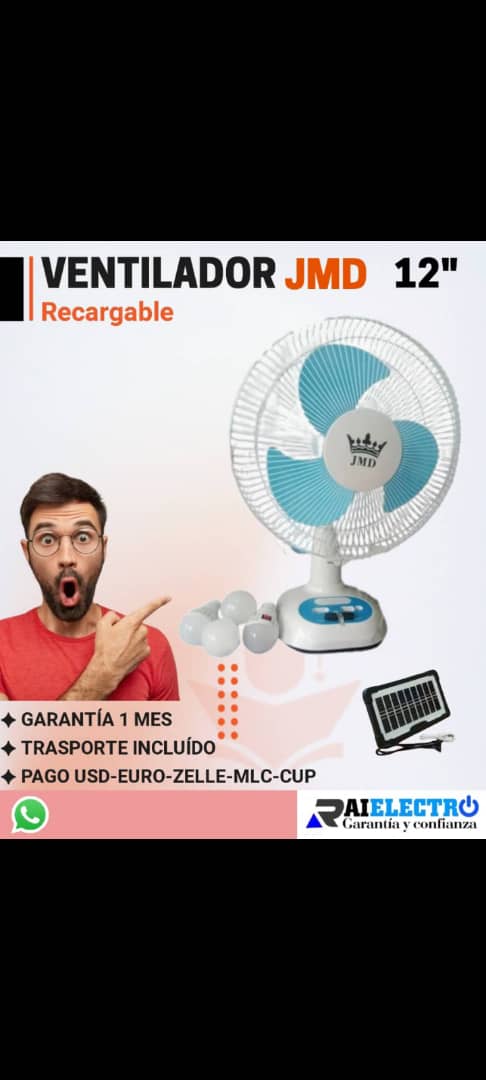 VENTILADOR JMD 12"
Recargable
JMD
GARANTÍA 1 MES
TRASPORTE INCLUÍDO
PAGO USD-EURO-ZELLE-MLC-CUP
RAIELECTRO
Garantía y confianza